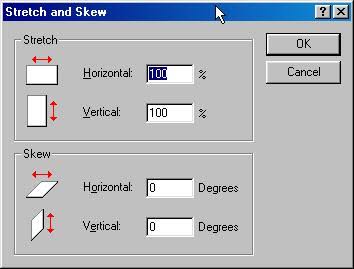 Stretch and Skew
Stretch
Horizontal: 100 %
Vertical: 100 %
Skew
Horizontal: 0 Degrees
Vertical: 0 Degrees
OK
Cancel